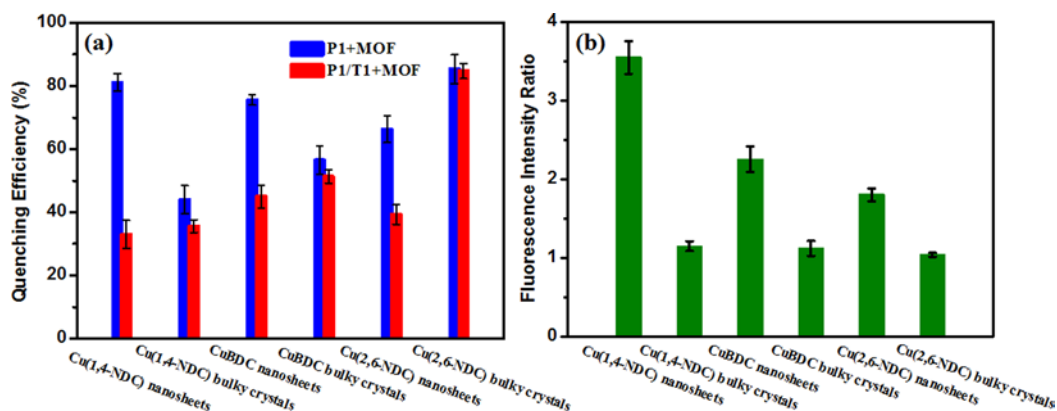 (a)
P1+MOF
P1/T1+MOF
Quenching Efficiency (%)
100
80
60
40
20
0
Cu(1,4-NDC) nanosheets
Cu(1,4-NDC) bulky crystals
CuBDC nanosheets
CuBDC bulky crystals
Cu(2,6-NDC) nanosheets
Cu(2,6-NDC) bulky crystals
(b)
Fluorescence Intensity Ratio
4
3
2
1
0
Cu(1,4-NDC) nanosheets
Cu(1,4-NDC) bulky crystals
CuBDC nanosheets
CuBDC bulky crystals
Cu(2,6-NDC) nanosheets
Cu(2,6-NDC) bulky crystals